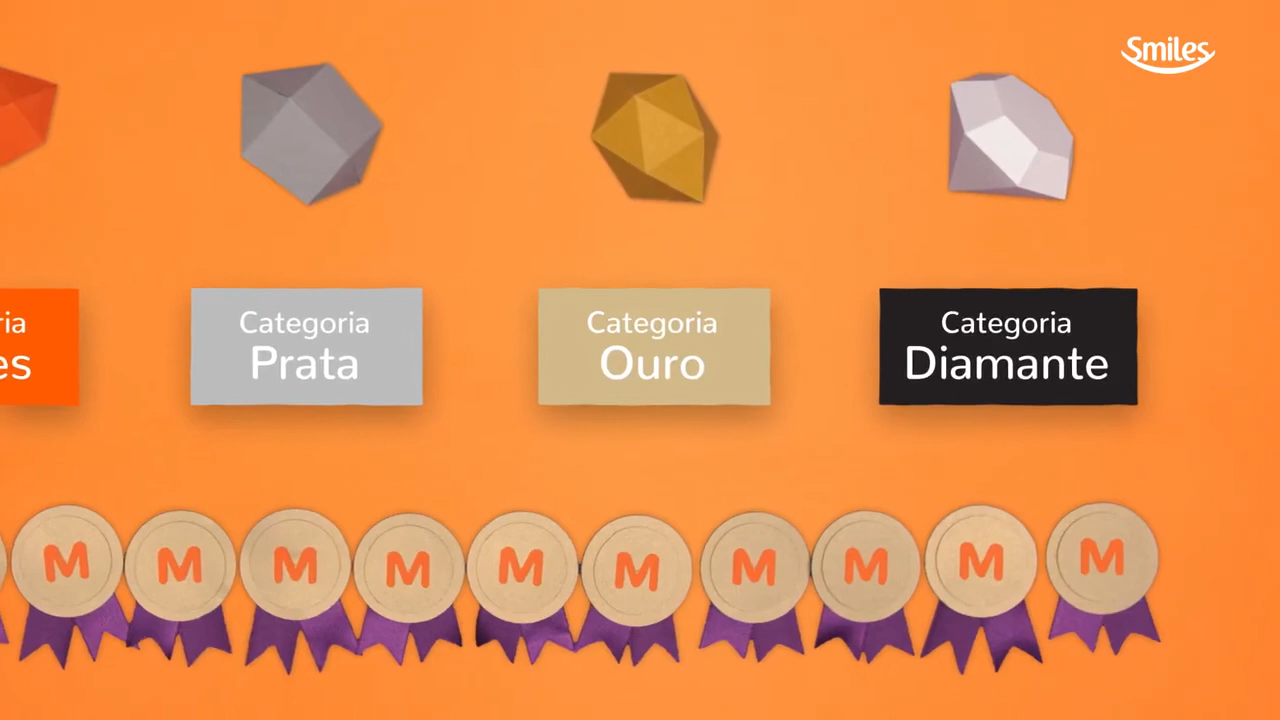 Smiles
ria
es
Categoria
Prata
Categoria
Ouro
Categoria
Diamante
M M M M M M M M M M